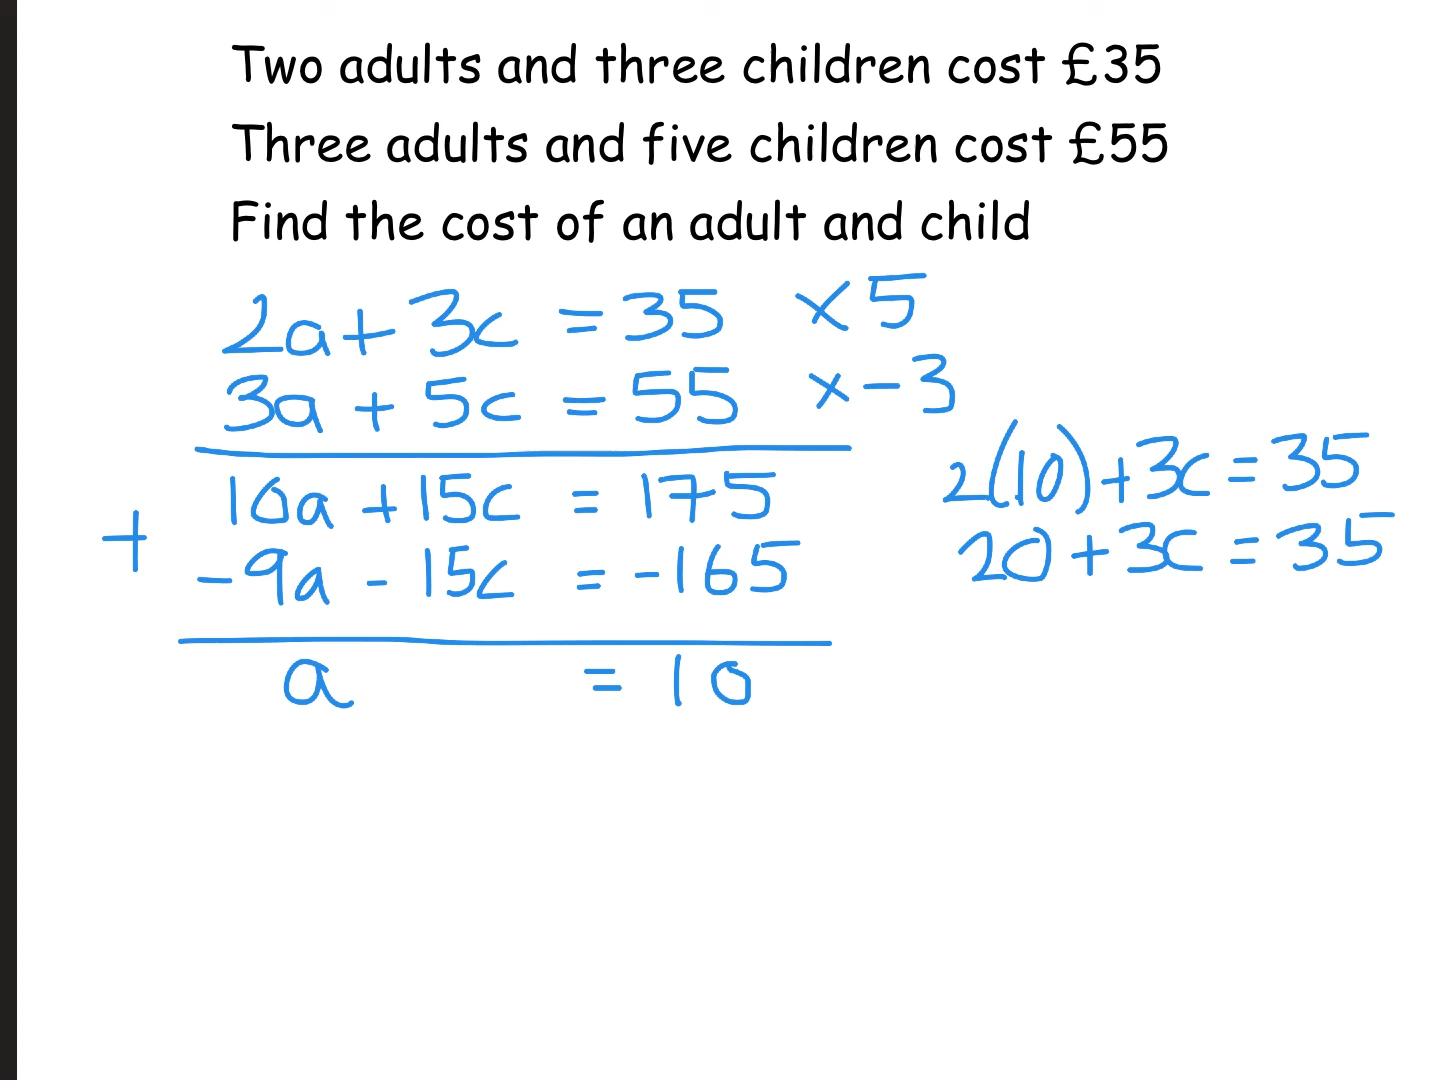 Two adults and three children cost £35
Three adults and five children cost £55
Find the cost of an adult and child
2a + 3c = 35 × 5
3a + 5c = 55 × - 3
10a + 15c = 175
+
- 9a - 15c = - 165
a = 10
2(10) + 3c = 35
20 + 3c = 35